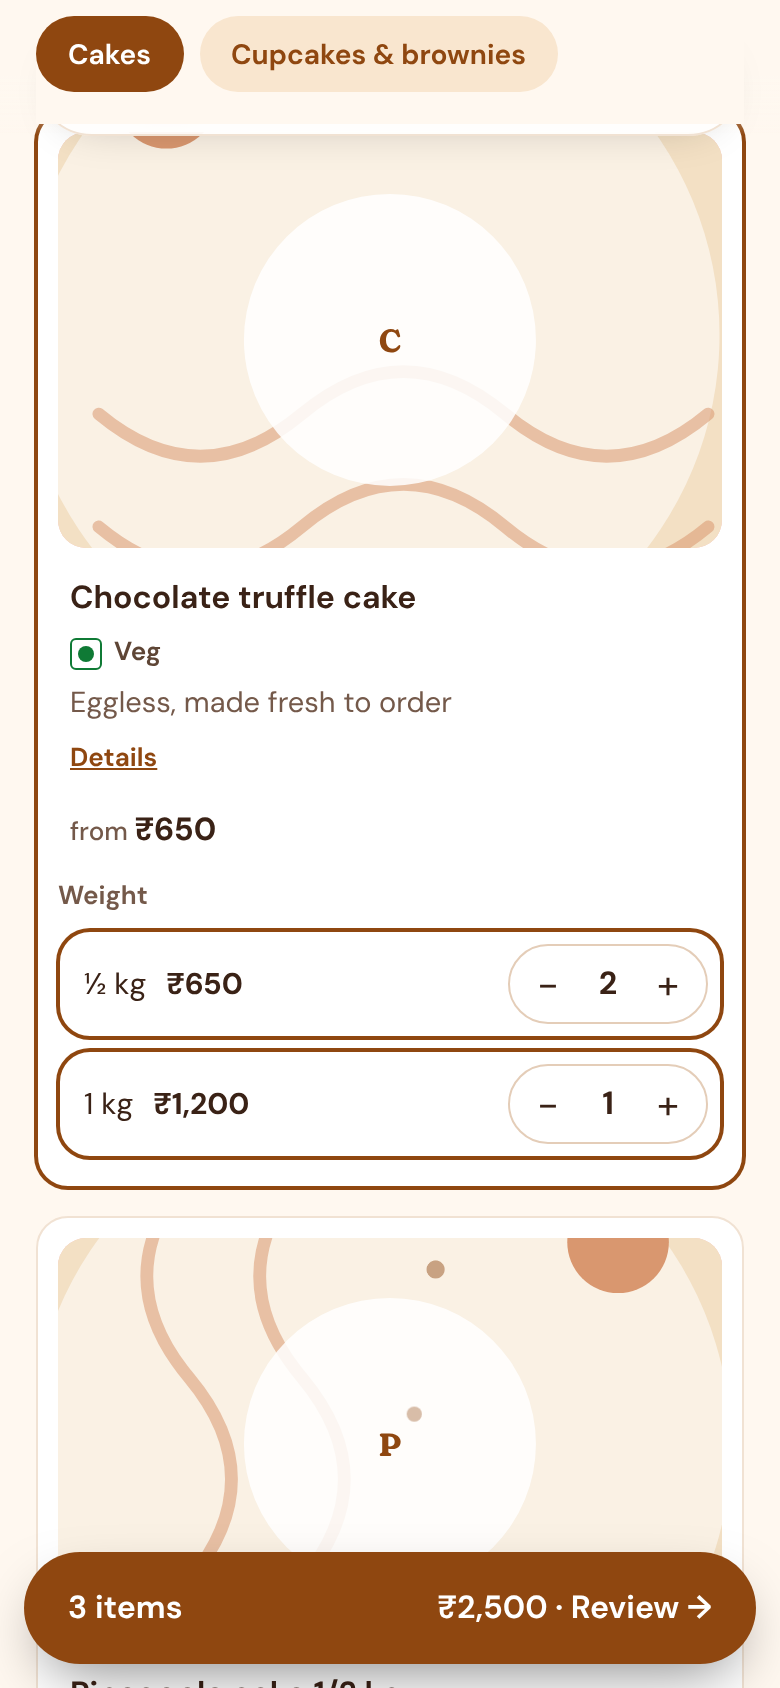 Cakes
Cupcakes & brownies
C
Chocolate truffle cake
Veg
Eggless, made fresh to order
Details
from ₹650
Weight
½ kg ₹650 − 2 +
1 kg ₹1,200 − 1 +
P
3 items ₹2,500 · Review →